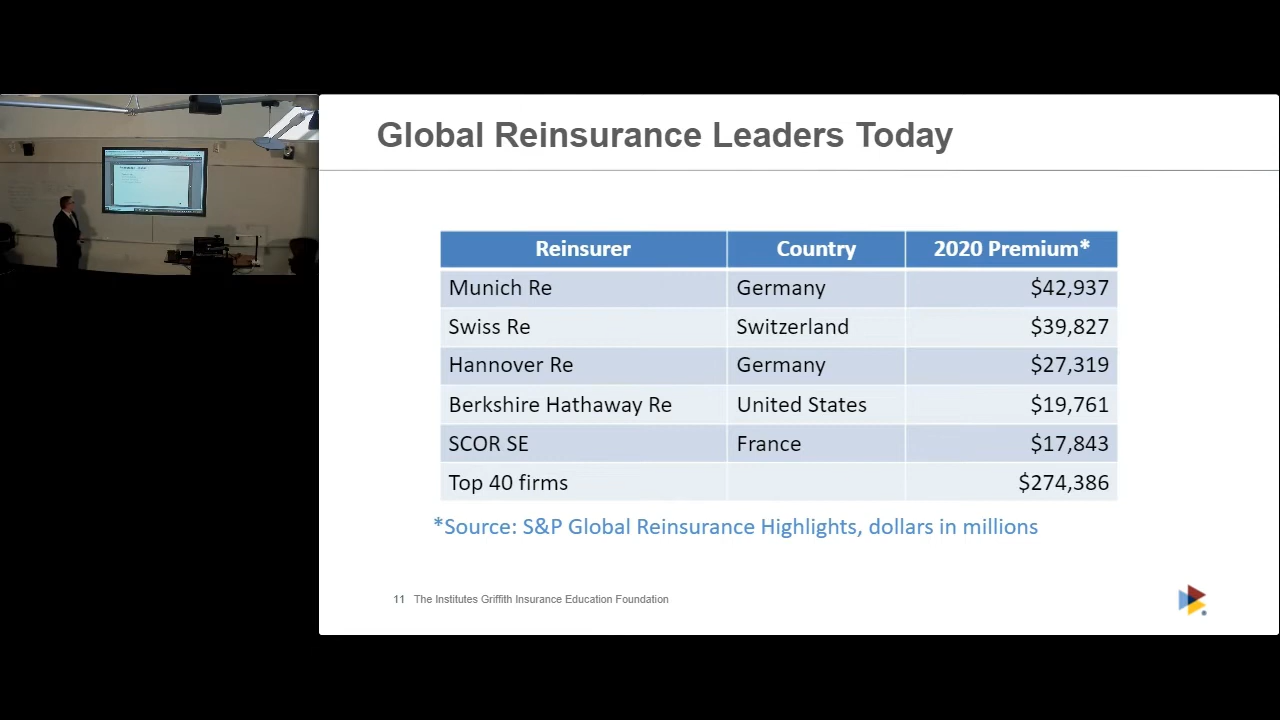 Global Reinsurance Leaders Today
Reinsurer Country 2020 Premium*
Munich Re Germany $42,937
Swiss Re Switzerland $39,827
Hannover Re Germany $27,319
Berkshire Hathaway Re United States $19,761
SCOR SE France $17,843
Top 40 firms $274,386
*Source: S&P Global Reinsurance Highlights, dollars in millions
11 The Institutes Griffith Insurance Education Foundation